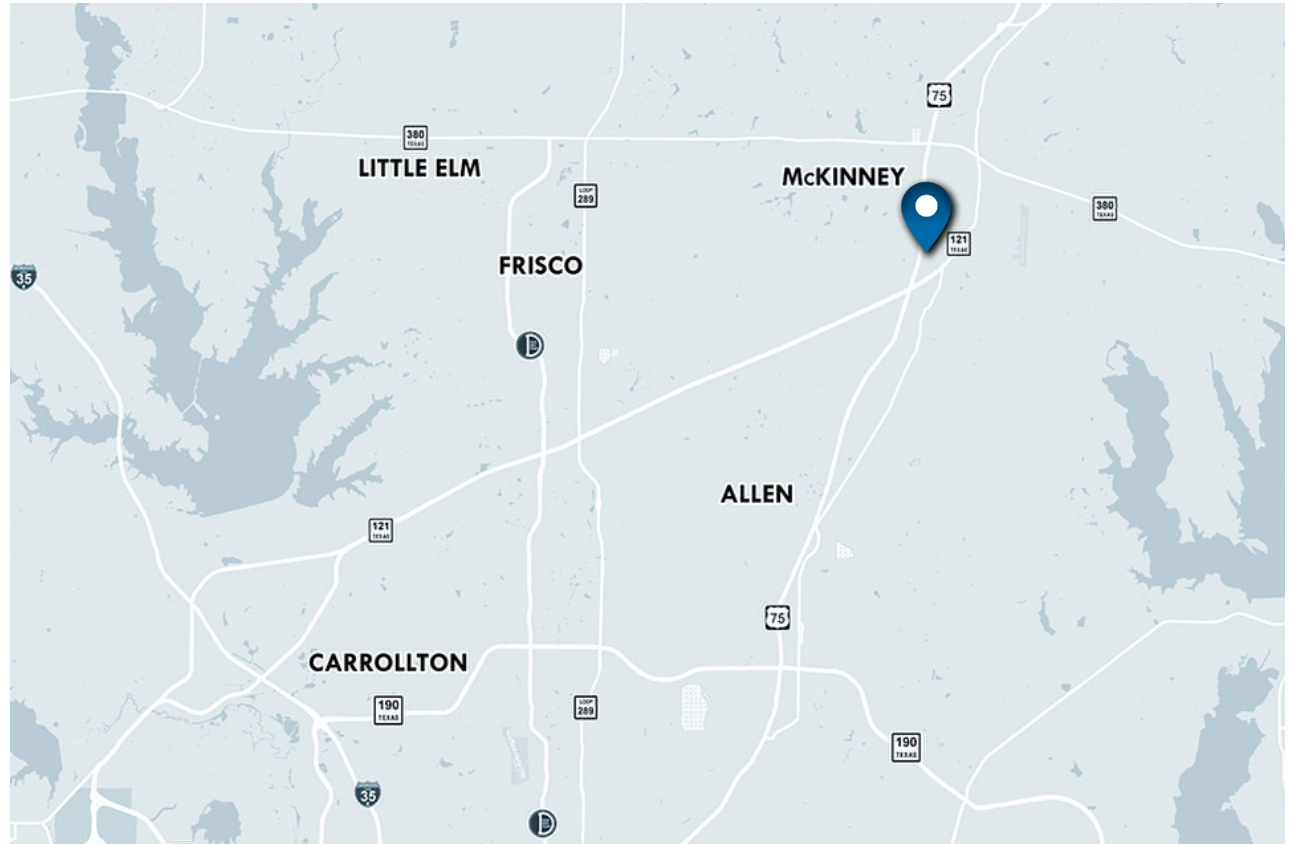 75
380
TEXAS
LITTLE ELM
McKINNEY
LOOP
289
380
TEXAS
121
TEXAS
FRISCO
35
D
ALLEN
121
TEXAS
75
CARROLLTON
190
TEXAS
LOOP
289
190
TEXAS
35
D